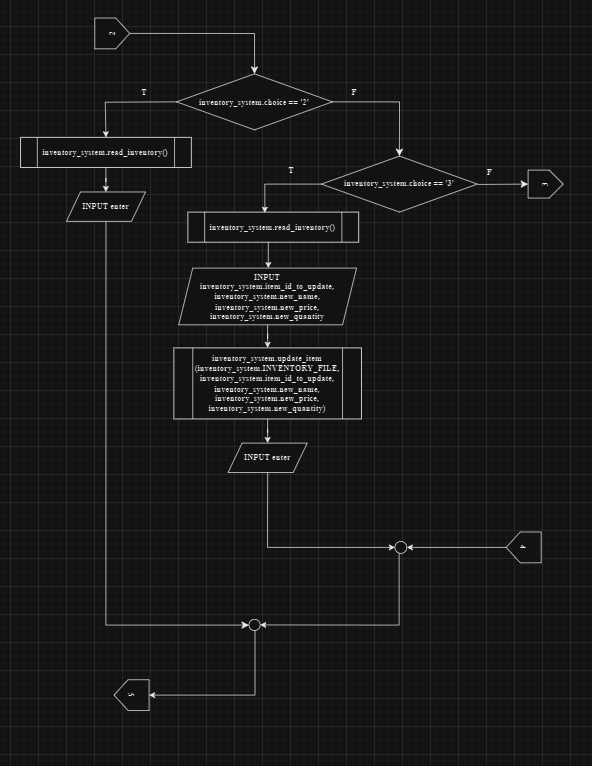 2
T
F
inventory_system.choice == '2'
inventory_system.read_inventory()
INPUT enter
inventory_system.choice == '3'
T
F
3
inventory_system.read_inventory()
INPUT
inventory_system.item_id_to_update,
inventory_system.new_name,
inventory_system.new_price,
inventory_system.new_quantity
inventory_system.update_item
(inventory_system.INVENTORY_FILE,
inventory_system.item_id_to_update,
inventory_system.new_name,
inventory_system.new_price,
inventory_system.new_quantity)
INPUT enter
4
5